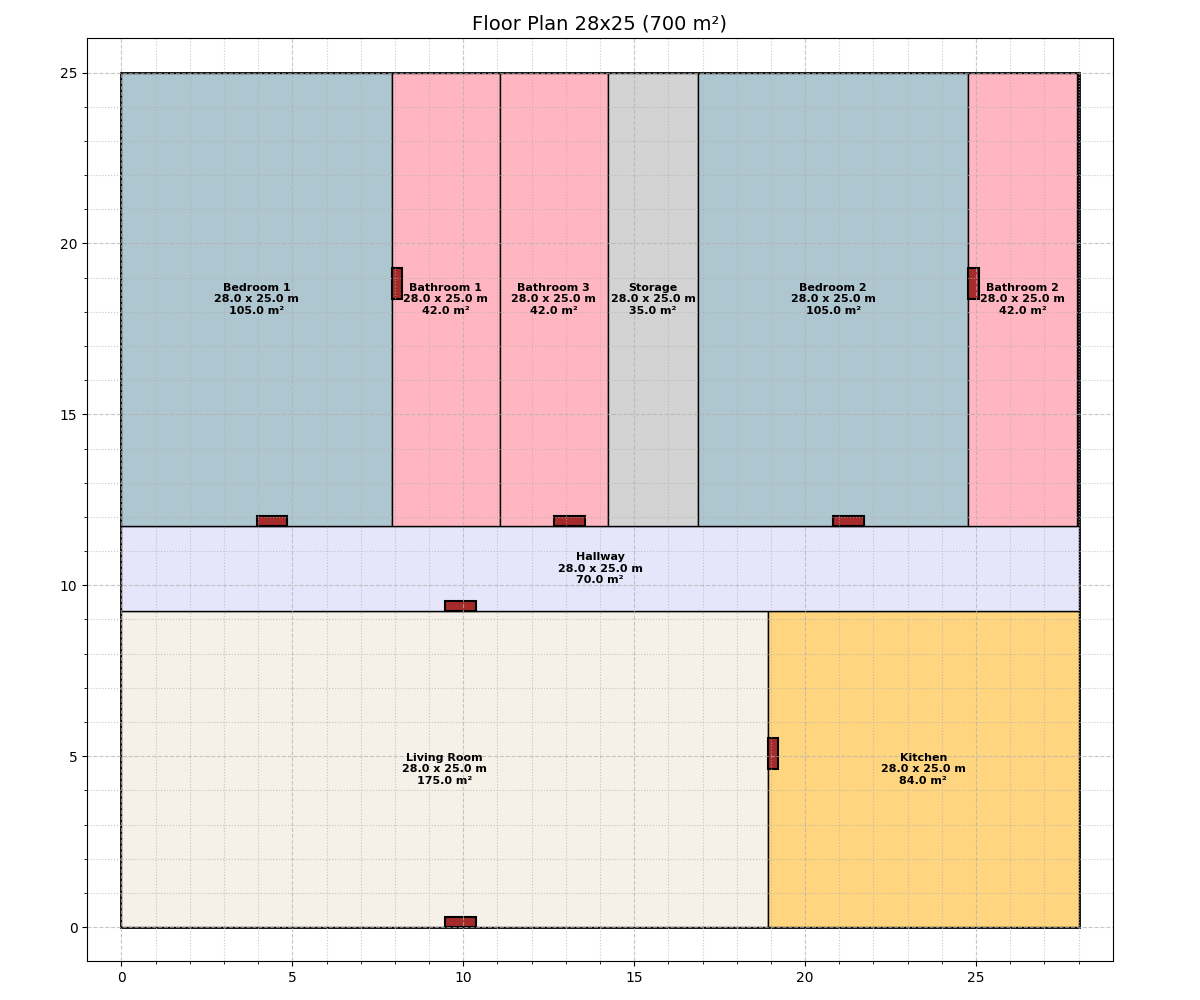 Floor Plan 28x25 (700 m²)
25
20
15
10
5
0
Bedroom 1
28.0 x 25.0 m
105.0 m²
Bathroom 1
28.0 x 25.0 m
42.0 m²
Bathroom 3
28.0 x 25.0 m
42.0 m²
Storage
28.0 x 25.0 m
35.0 m²
Bedroom 2
28.0 x 25.0 m
105.0 m²
Bathroom 2
28.0 x 25.0 m
42.0 m²
Hallway
28.0 x 25.0 m
70.0 m²
Living Room
28.0 x 25.0 m
175.0 m²
Kitchen
28.0 x 25.0 m
84.0 m²
0 5 10 15 20 25